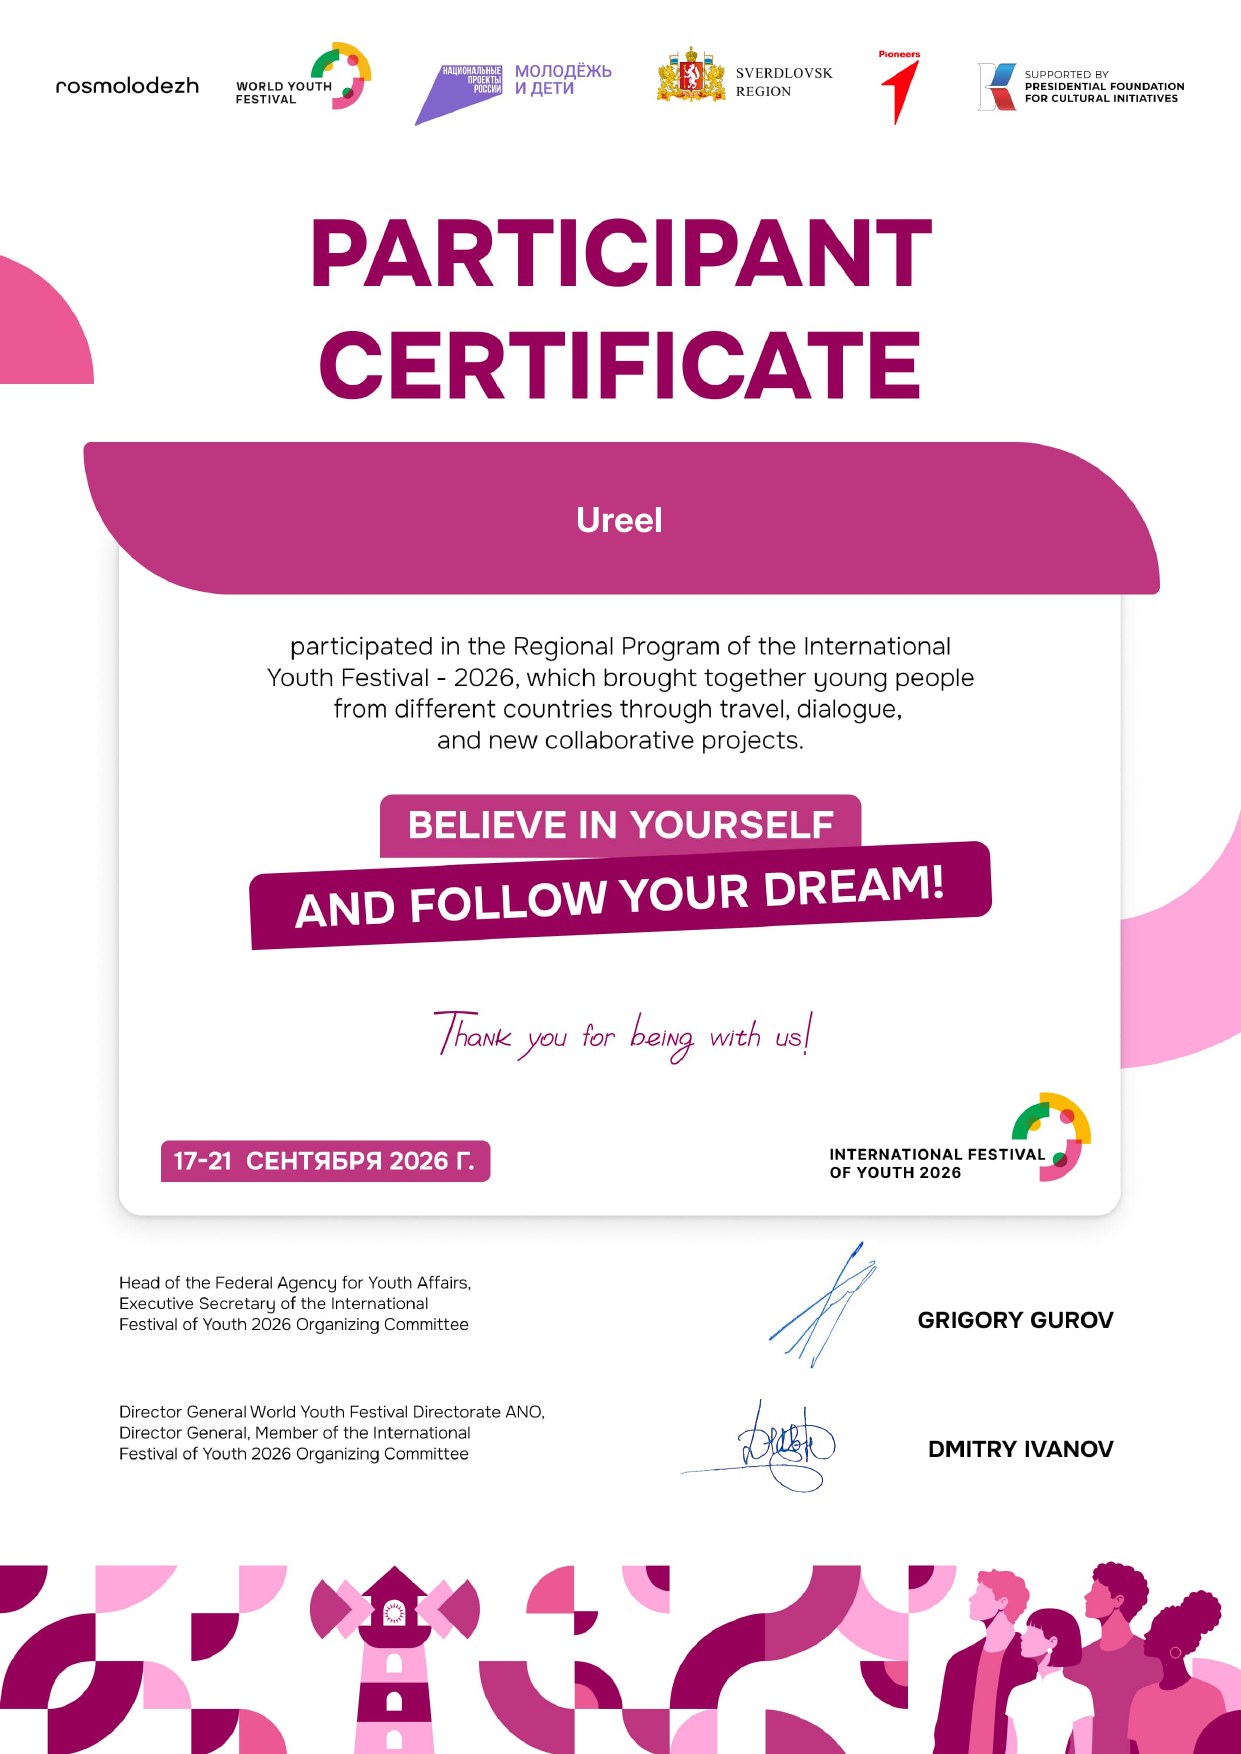 rosmolodezh
WORLD YOUTH
FESTIVAL
НАЦИОНАЛЬНЫЕ
ПРОЕКТЫ
РОССИИ
МОЛОДЁЖЬ
И ДЕТИ
SVERDLOVSK
REGION
Pioneers
SUPPORTED BY
PRESIDENTIAL FOUNDATION
FOR CULTURAL INITIATIVES
PARTICIPANT
CERTIFICATE
Ureel
participated in the Regional Program of the International
Youth Festival - 2026, which brought together young people
from different countries through travel, dialogue,
and new collaborative projects.
BELIEVE IN YOURSELF
AND FOLLOW YOUR DREAM!
Thank you for being with us!
17-21 СЕНТЯБРЯ 2026 Г.
INTERNATIONAL FESTIVAL
OF YOUTH 2026
Head of the Federal Agency for Youth Affairs,
Executive Secretary of the International
Festival of Youth 2026 Organizing Committee
GRIGORY GUROV
Director General World Youth Festival Directorate ANO,
Director General, Member of the International
Festival of Youth 2026 Organizing Committee
DMITRY IVANOV